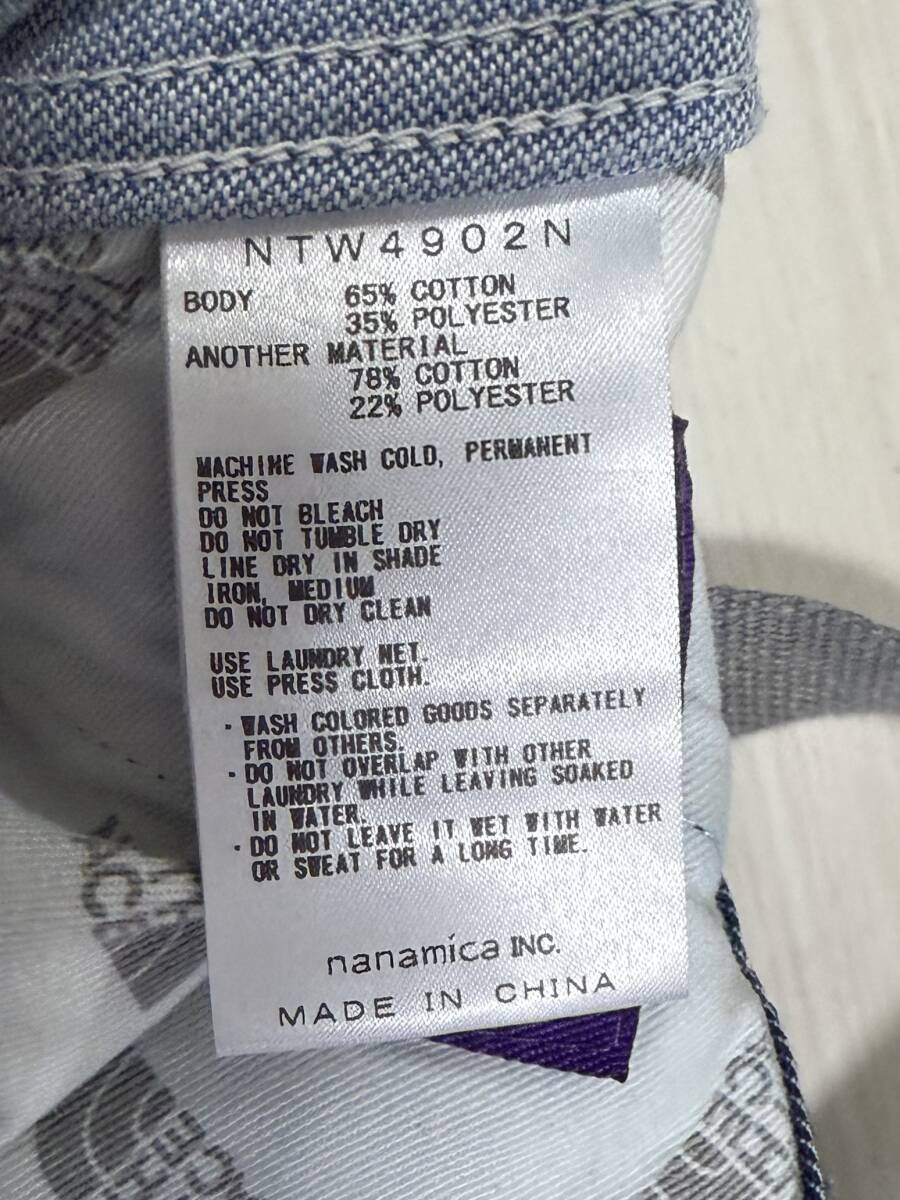 NTW4902N
BODY 65% COTTON
35% POLYESTER
ANOTHER MATERIAL
78% COTTON
22% POLYESTER
MACHINE WASH COLD, PERMANENT
PRESS
DO NOT BLEACH
DO NOT TUMBLE DRY
LINE DRY IN SHADE
IRON, MEDIUM
DO NOT DRY CLEAN
USE LAUNDRY NET.
USE PRESS CLOTH.
・WASH COLORED GOODS SEPARATELY
FROM OTHERS.
・DO NOT OVERLAP WITH OTHER
LAUNDRY WHILE LEAVING SOAKED
IN WATER.
・DO NOT LEAVE IT WET WITH WATER
OR SWEAT FOR A LONG TIME.
nanamica INC.
MADE IN CHINA